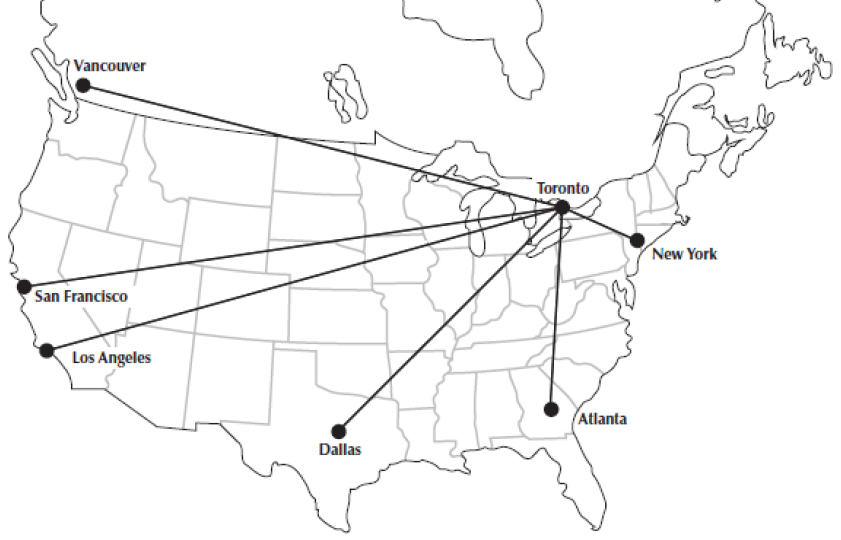 Vancouver
Toronto
New York
San Francisco
Los Angeles
Atlanta
Dallas